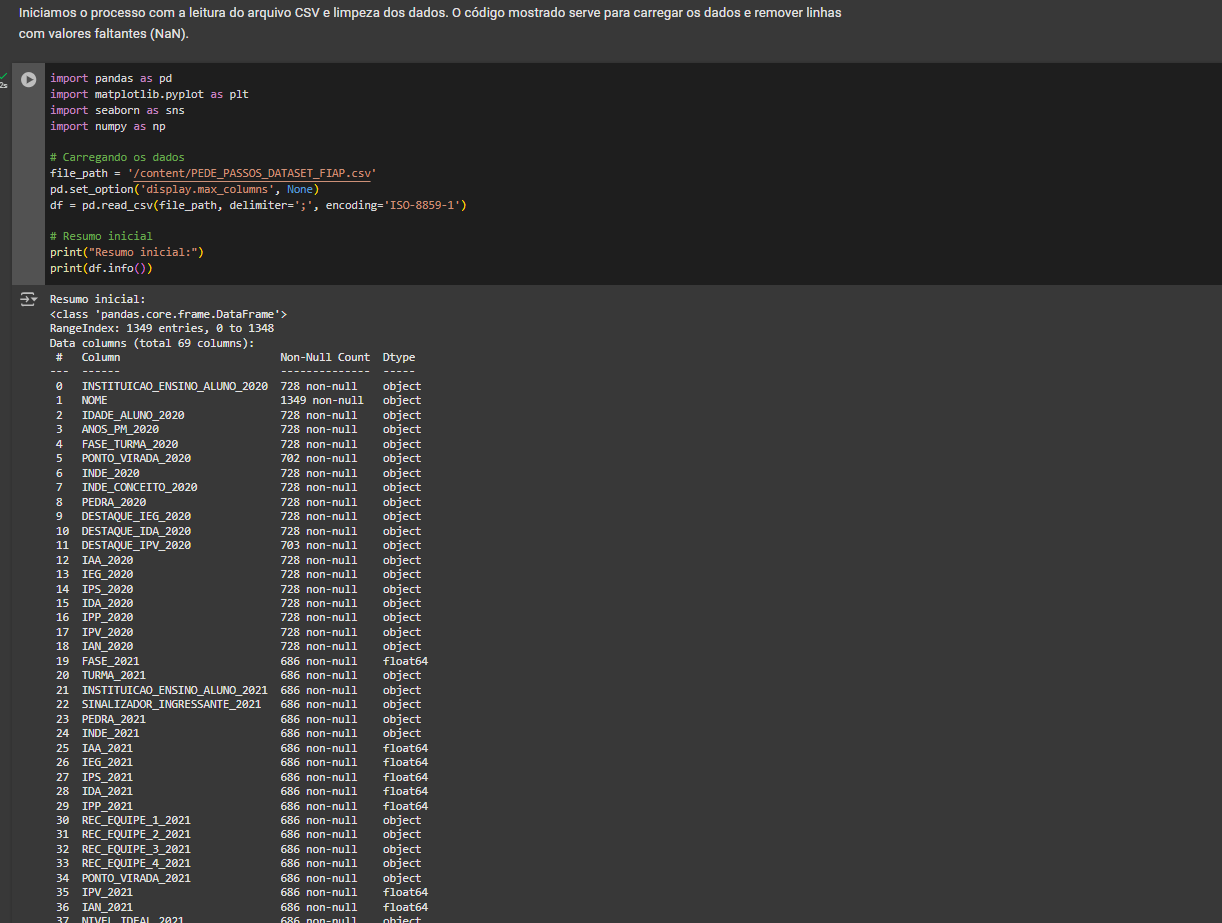 Iniciamos o processo com a leitura do arquivo CSV e limpeza dos dados. O código mostrado serve para carregar os dados e remover linhas
com valores faltantes (NaN).
2s
import pandas as pd
import matplotlib.pyplot as plt
import seaborn as sns
import numpy as np
# Carregando os dados
file_path = '/content/PEDE_PASSOS_DATASET_FIAP.csv'
pd.set_option('display.max_columns', None)
df = pd.read_csv(file_path, delimiter=';', encoding='ISO-8859-1')
# Resumo inicial
print("Resumo inicial:")
print(df.info())
Resumo inicial:
<class 'pandas.core.frame.DataFrame'>
RangeIndex: 1349 entries, 0 to 1348
Data columns (total 69 columns):
# Column Non-Null Count Dtype
--- ------ -------------- -----
0 INSTITUICAO_ENSINO_ALUNO_2020 728 non-null object
1 NOME 1349 non-null object
2 IDADE_ALUNO_2020 728 non-null object
3 ANOS_PM_2020 728 non-null object
4 FASE_TURMA_2020 728 non-null object
5 PONTO_VIRADA_2020 702 non-null object
6 INDE_2020 728 non-null object
7 INDE_CONCEITO_2020 728 non-null object
8 PEDRA_2020 728 non-null object
9 DESTAQUE_IEG_2020 728 non-null object
10 DESTAQUE_IDA_2020 728 non-null object
11 DESTAQUE_IPV_2020 703 non-null object
12 IAA_2020 728 non-null object
13 IEG_2020 728 non-null object
14 IPS_2020 728 non-null object
15 IDA_2020 728 non-null object
16 IPP_2020 728 non-null object
17 IPV_2020 728 non-null object
18 IAN_2020 728 non-null object
19 FASE_2021 686 non-null float64
20 TURMA_2021 686 non-null object
21 INSTITUICAO_ENSINO_ALUNO_2021 686 non-null object
22 SINALIZADOR_INGRESSANTE_2021 686 non-null object
23 PEDRA_2021 686 non-null object
24 INDE_2021 686 non-null object
25 IAA_2021 686 non-null float64
26 IEG_2021 686 non-null float64
27 IPS_2021 686 non-null float64
28 IDA_2021 686 non-null float64
29 IPP_2021 686 non-null float64
30 REC_EQUIPE_1_2021 686 non-null object
31 REC_EQUIPE_2_2021 686 non-null object
32 REC_EQUIPE_3_2021 686 non-null object
33 REC_EQUIPE_4_2021 686 non-null object
34 PONTO_VIRADA_2021 686 non-null object
35 IPV_2021 686 non-null float64
36 IAN_2021 686 non-null float64
37 NIVEL_IDEAL_2021 686 non-null object